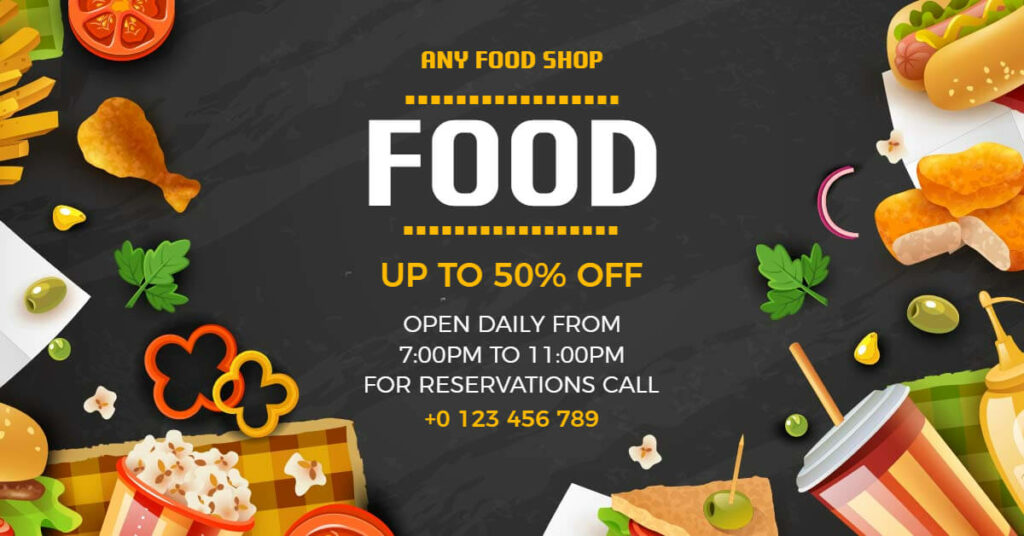 ANY FOOD SHOP
FOOD
UP TO 50% OFF
OPEN DAILY FROM
7:00PM TO 11:00PM
FOR RESERVATIONS CALL
+0 123 456 789